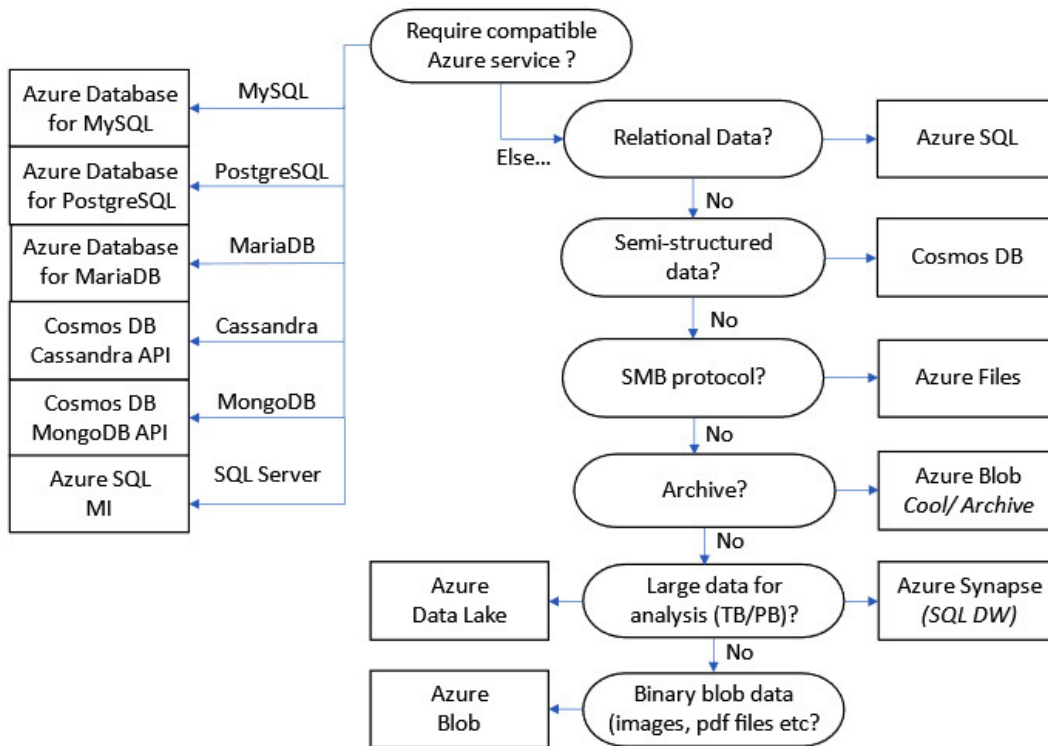 Require compatible
Azure service ?
MySQL
Azure Database
for MySQL
Else...
Relational Data?
Azure SQL
PostgreSQL
Azure Database
for PostgreSQL
No
MariaDB
Azure Database
for MariaDB
Semi-structured
data?
Cosmos DB
Cassandra
Cosmos DB
Cassandra API
No
SMB protocol?
Azure Files
MongoDB
Cosmos DB
MongoDB API
No
SQL Server
Azure SQL
MI
Archive?
Azure Blob
Cool/ Archive
No
Azure
Data Lake
Large data for
analysis (TB/PB)?
Azure Synapse
(SQL DW)
No
Azure
Blob
Binary blob data
(images, pdf files etc?